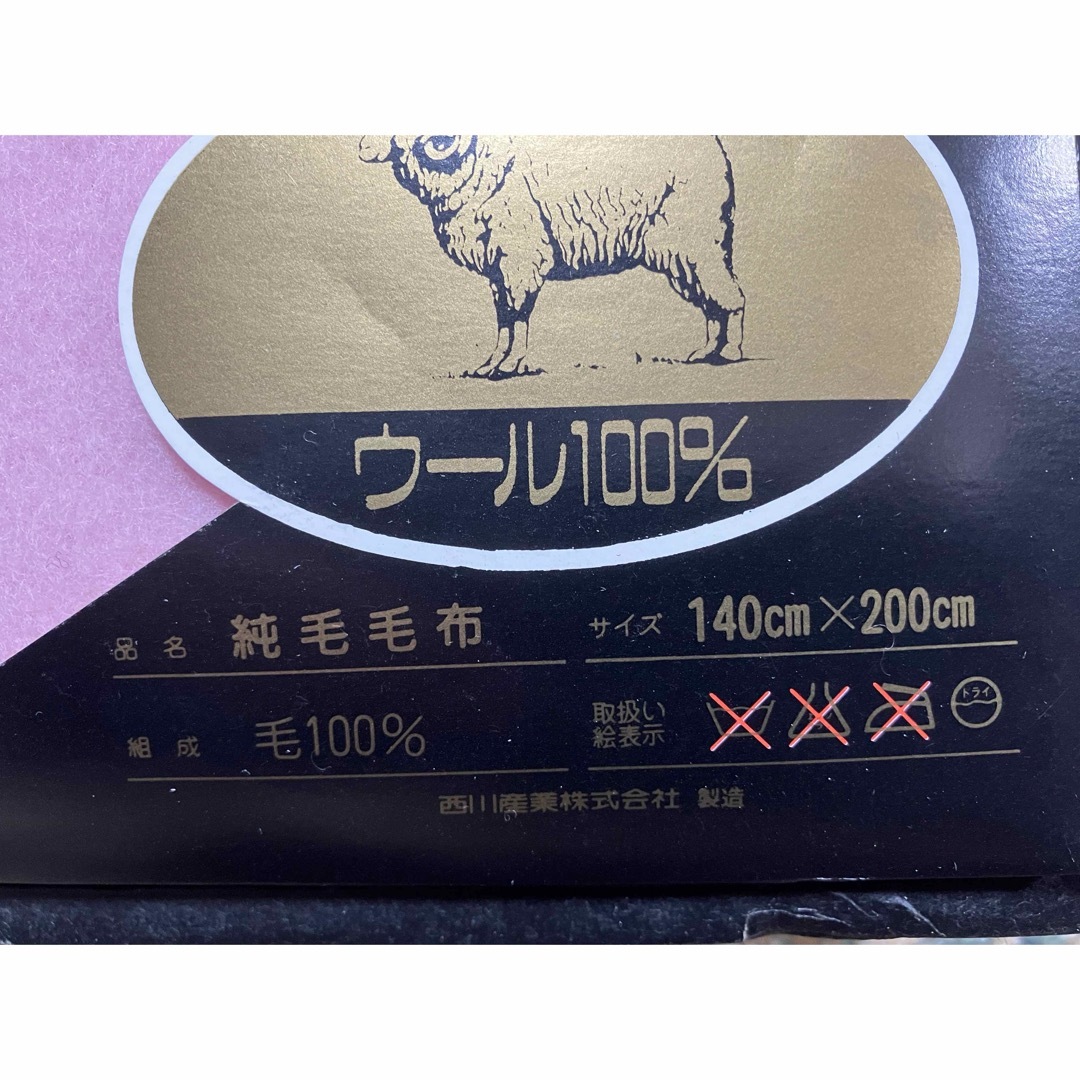 ウール100%
品名 純毛毛布
サイズ 140cm×200cm
組成 毛100%
取扱い
絵表示
ドライ
西川産業株式会社 製造